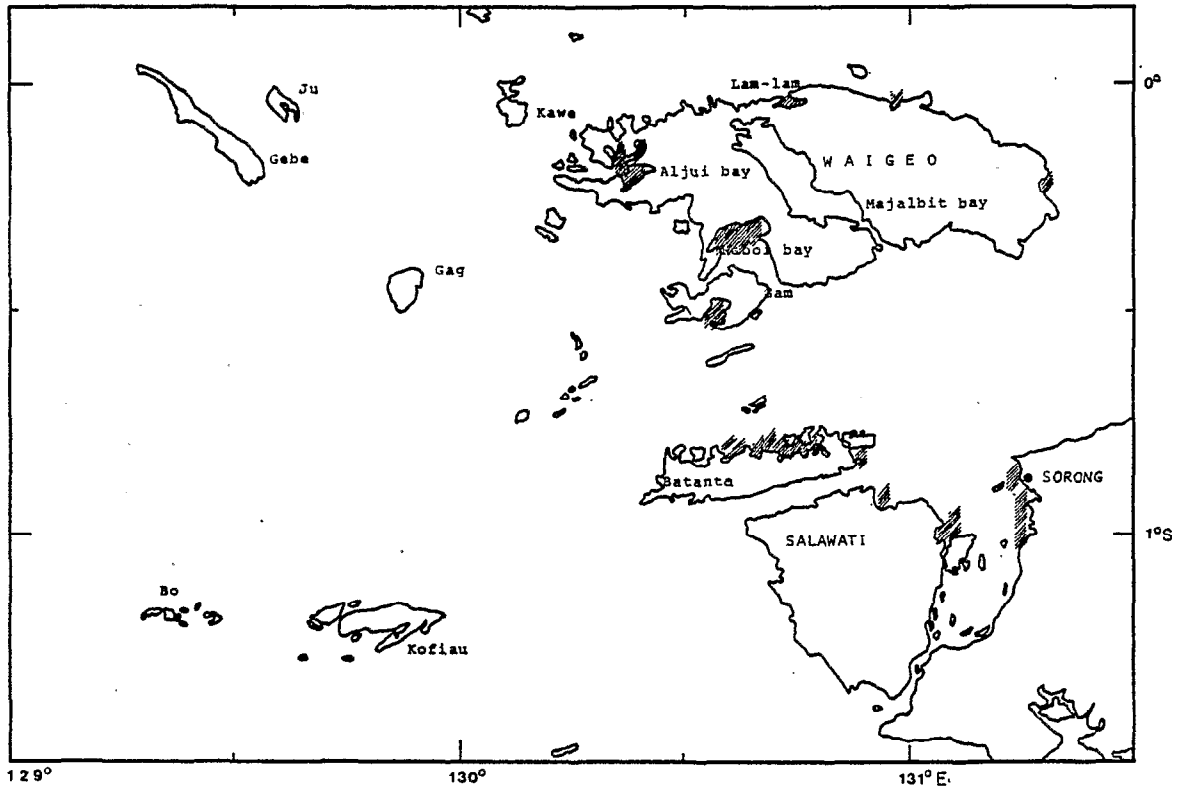 Lam-lam
0°
Ju
Kawe
Gebe
WAIGEO
Aljui bay
Majalbit bay
bay
Gag
Gam
SORONG
Batanta
SALAWATI
1°S
Bo
Kofiau
129°
130°
131°E.